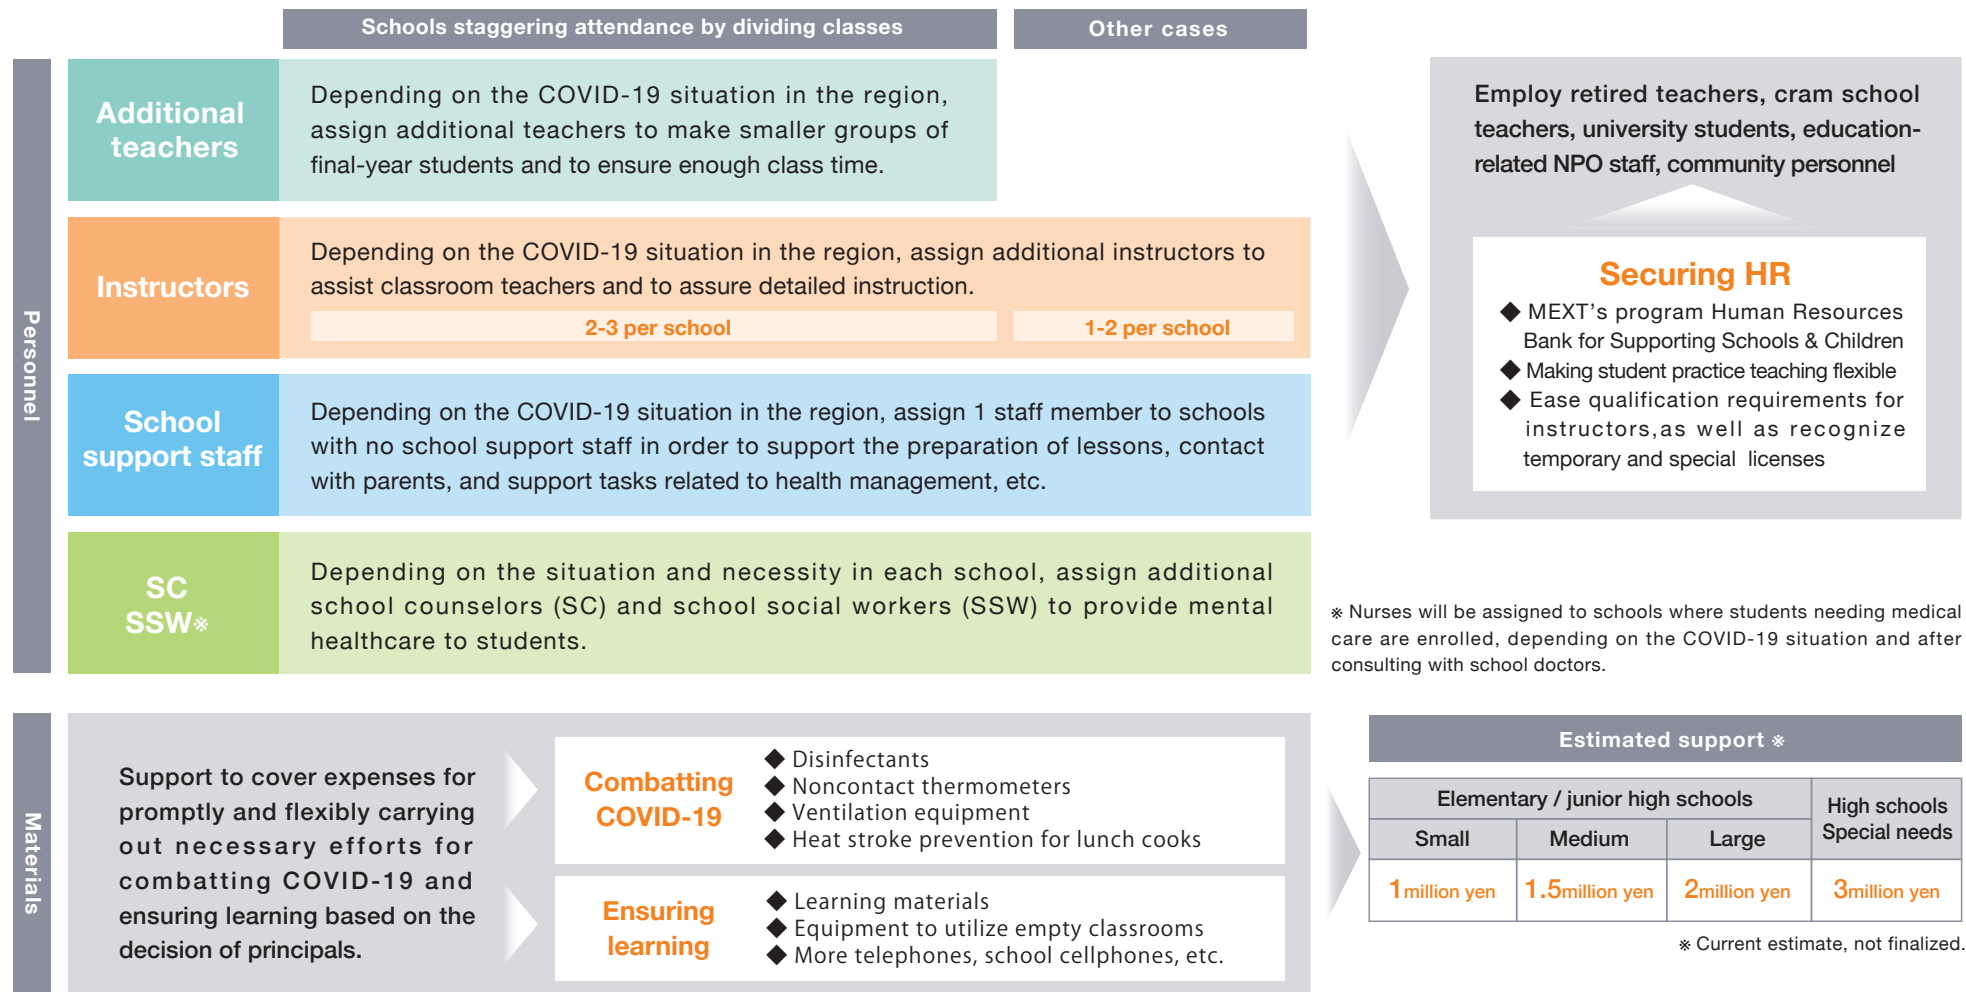 Schools staggering attendance by dividing classes
Other cases
Personnel
Additional
teachers
Depending on the COVID-19 situation in the region,
assign additional teachers to make smaller groups of
final-year students and to ensure enough class time.
Instructors
Depending on the COVID-19 situation in the region, assign additional instructors to
assist classroom teachers and to assure detailed instruction.
2-3 per school
1-2 per school
School
support staff
Depending on the COVID-19 situation in the region, assign 1 staff member to schools
with no school support staff in order to support the preparation of lessons, contact
with parents, and support tasks related to health management, etc.
SC
SSW※
Depending on the situation and necessity in each school, assign additional
school counselors (SC) and school social workers (SSW) to provide mental
healthcare to students.
Employ retired teachers, cram school
teachers, university students, education-
related NPO staff, community personnel
Securing HR
◆ MEXT's program Human Resources
Bank for Supporting Schools & Children
◆ Making student practice teaching flexible
◆ Ease qualification requirements for
instructors,as well as recognize
temporary and special licenses
※ Nurses will be assigned to schools where students needing medical
care are enrolled, depending on the COVID-19 situation and after
consulting with school doctors.
Materials
Support to cover expenses for
promptly and flexibly carrying
out necessary efforts for
combatting COVID-19 and
ensuring learning based on the
decision of principals.
Combatting
COVID-19
◆ Disinfectants
◆ Noncontact thermometers
◆ Ventilation equipment
◆ Heat stroke prevention for lunch cooks
Ensuring
learning
◆ Learning materials
◆ Equipment to utilize empty classrooms
◆ More telephones, school cellphones, etc.
Estimated support ※
Elementary / junior high schools
High schools
Special needs
Small
Medium
Large
1million yen
1.5million yen
2million yen
3million yen
※ Current estimate, not finalized.